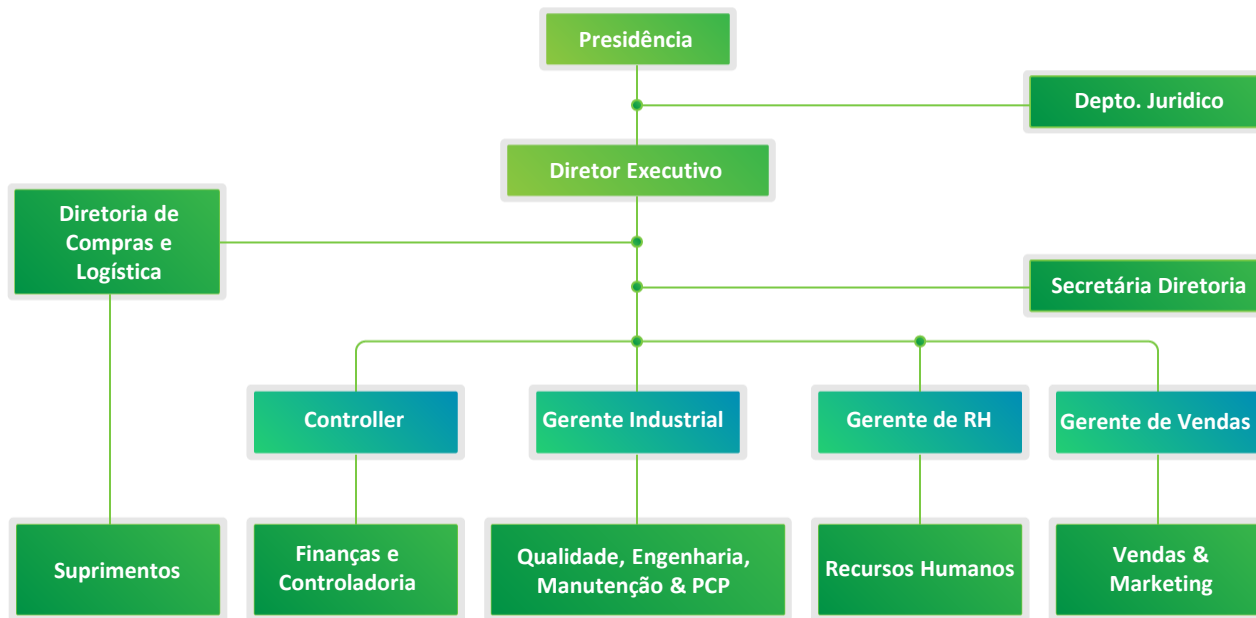 Presidência
Depto. Juridico
Diretor Executivo
Diretoria de
Compras e
Logística
Secretária Diretoria
Controller
Gerente Industrial
Gerente de RH
Gerente de Vendas
Suprimentos
Finanças e
Controladoria
Qualidade, Engenharia,
Manutenção & PCP
Recursos Humanos
Vendas &
Marketing